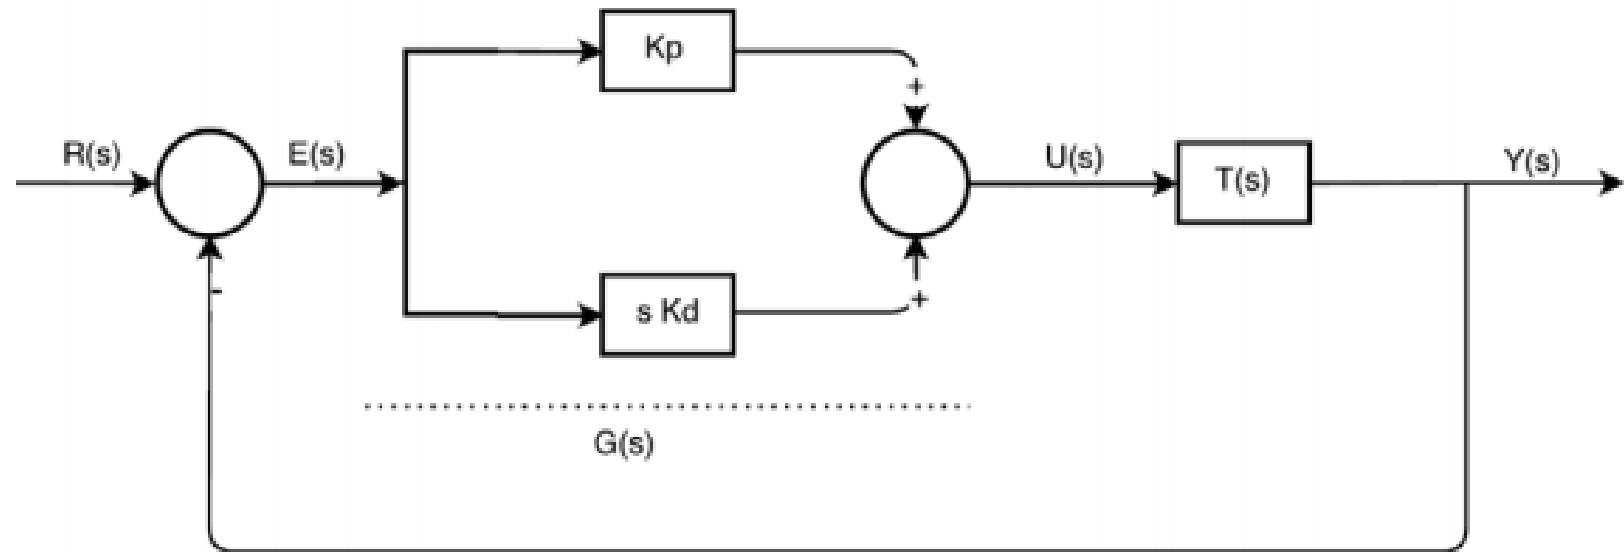 Kp
+
R(s)
E(s)
U(s)
T(s)
Y(s)
-
s Kd
+
G(s)